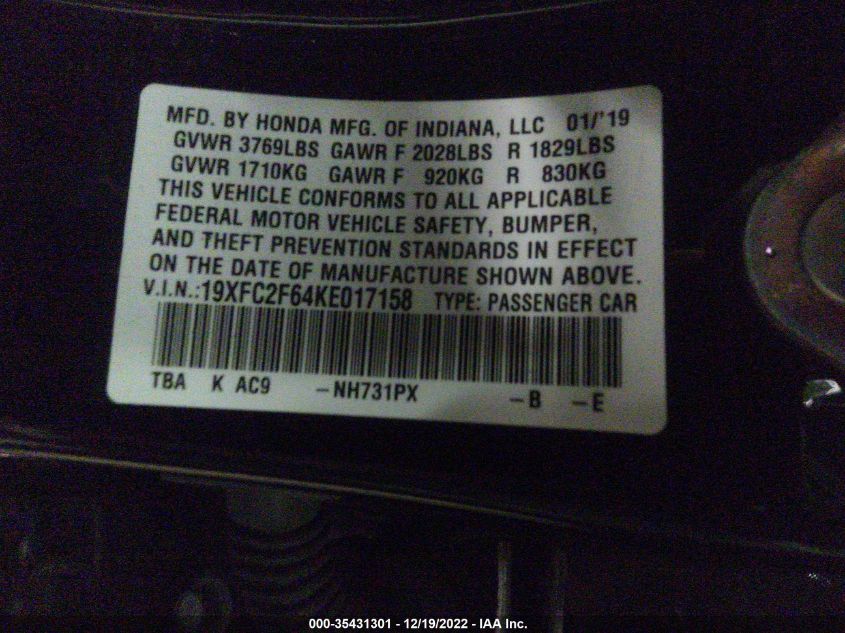 MFD. BY HONDA MFG. OF INDIANA, LLC 01/'19
GVWR 3769LBS GAWR F 2028LBS R 1829LBS
GVWR 1710KG GAWR F 920KG R 830KG
THIS VEHICLE CONFORMS TO ALL APPLICABLE
FEDERAL MOTOR VEHICLE SAFETY, BUMPER,
AND THEFT PREVENTION STANDARDS IN EFFECT
ON THE DATE OF MANUFACTURE SHOWN ABOVE.
V.I.N.:19XFC2F64KE017158 TYPE: PASSENGER CAR
TBA K AC9 –NH731PX –B –E
000-35431301 - 12/19/2022 - IAA Inc.